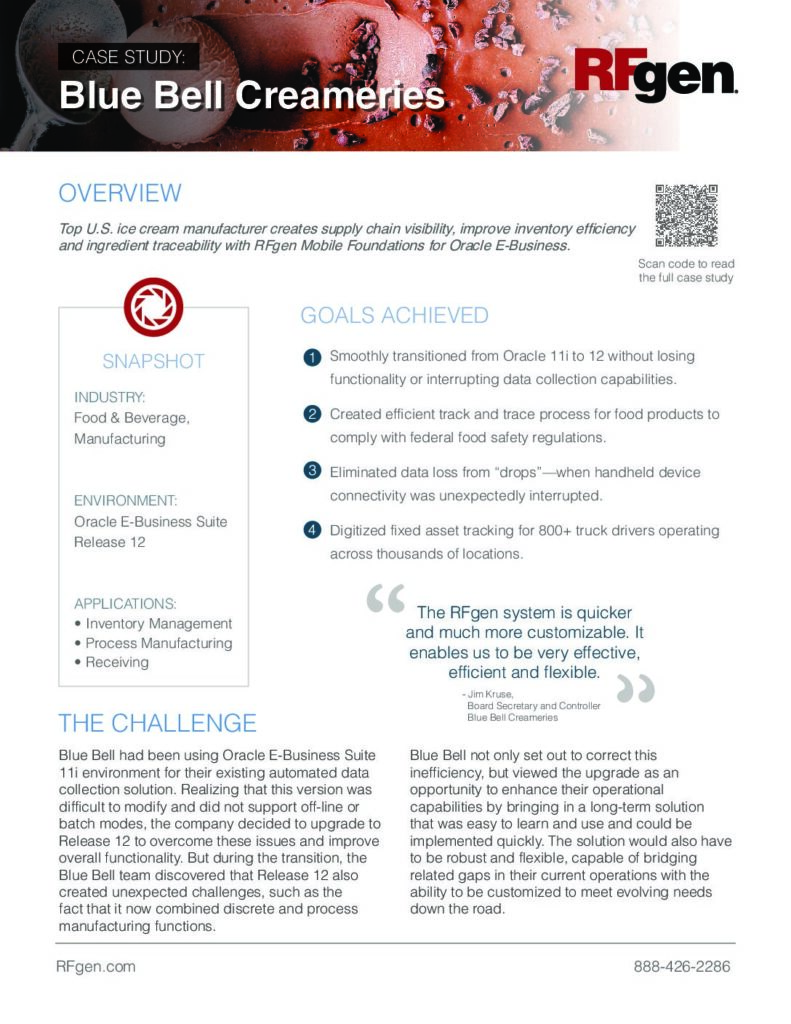 CASE STUDY:
Blue Bell Creameries
RFgen.
OVERVIEW
Top U.S. ice cream manufacturer creates supply chain visibility, improve inventory efficiency
and ingredient traceability with RFgen Mobile Foundations for Oracle E-Business.
Scan code to read
the full case study
SNAPSHOT
INDUSTRY:
Food & Beverage,
Manufacturing
ENVIRONMENT:
Oracle E-Business Suite
Release 12
APPLICATIONS:
• Inventory Management
• Process Manufacturing
• Receiving
GOALS ACHIEVED
1 Smoothly transitioned from Oracle 11i to 12 without losing
functionality or interrupting data collection capabilities.
2 Created efficient track and trace process for food products to
comply with federal food safety regulations.
3 Eliminated data loss from “drops”—when handheld device
connectivity was unexpectedly interrupted.
4 Digitized fixed asset tracking for 800+ truck drivers operating
across thousands of locations.
“ The RFgen system is quicker
and much more customizable. It
enables us to be very effective,
efficient and flexible. ”
- Jim Kruse,
Board Secretary and Controller
Blue Bell Creameries
THE CHALLENGE
Blue Bell had been using Oracle E-Business Suite
11i environment for their existing automated data
collection solution. Realizing that this version was
difficult to modify and did not support off-line or
batch modes, the company decided to upgrade to
Release 12 to overcome these issues and improve
overall functionality. But during the transition, the
Blue Bell team discovered that Release 12 also
created unexpected challenges, such as the
fact that it now combined discrete and process
manufacturing functions.
Blue Bell not only set out to correct this
inefficiency, but viewed the upgrade as an
opportunity to enhance their operational
capabilities by bringing in a long-term solution
that was easy to learn and use and could be
implemented quickly. The solution would also have
to be robust and flexible, capable of bridging
related gaps in their current operations with the
ability to be customized to meet evolving needs
down the road.
RFgen.com
888-426-2286